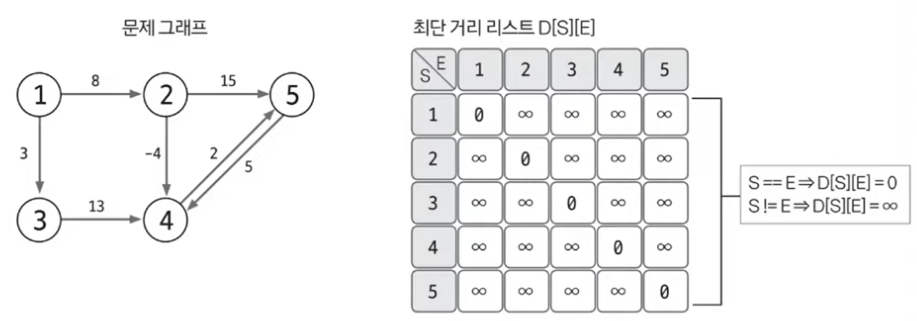 문제 그래프
1 8 2 15 5
3 -4 2 5
3 13 4
최단 거리 리스트 D[S][E]
S E 1 2 3 4 5
1 0 ∞ ∞ ∞ ∞
2 ∞ 0 ∞ ∞ ∞
3 ∞ ∞ 0 ∞ ∞
4 ∞ ∞ ∞ 0 ∞
5 ∞ ∞ ∞ ∞ 0
S == E ⇒ D[S][E] = 0
S != E ⇒ D[S][E] = ∞